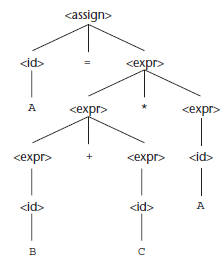 <assign>
<id> = <expr>
A <expr> * <expr>
<expr> + <expr> <id>
<id> <id> A
B C